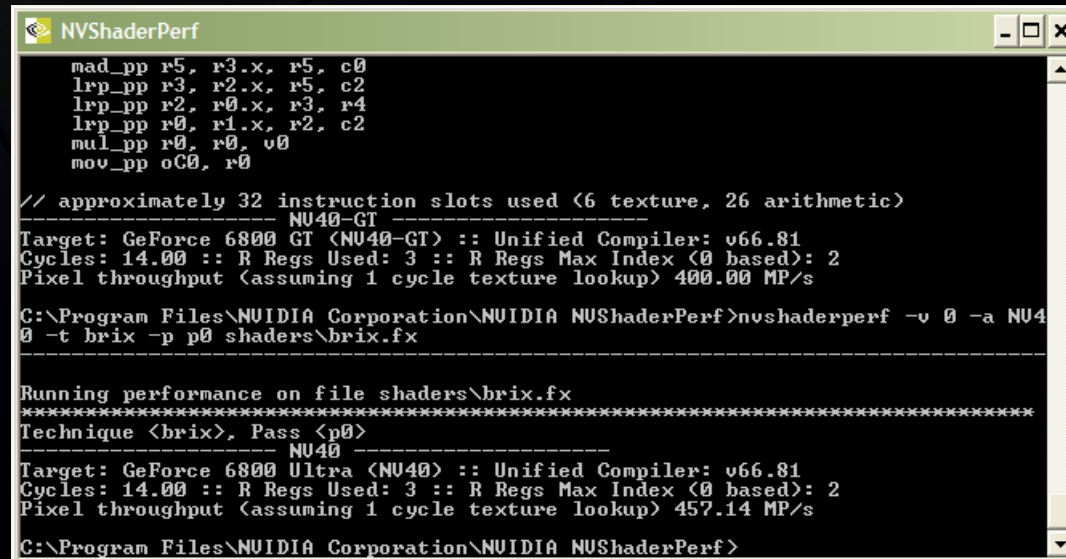 NVShaderPerf
mad_pp r5, r3.x, r5, c0
lrp_pp r3, r2.x, r5, c2
lrp_pp r2, r0.x, r3, r4
lrp_pp r0, r1.x, r2, c2
mul_pp r0, r0, v0
mov_pp oC0, r0
// approximately 32 instruction slots used (6 texture, 26 arithmetic)
-------------------- NV40-GT --------------------
Target: GeForce 6800 GT (NV40-GT) :: Unified Compiler: v66.81
Cycles: 14.00 :: R Regs Used: 3 :: R Regs Max Index (0 based): 2
Pixel throughput (assuming 1 cycle texture lookup) 400.00 MP/s
C:\Program Files\NVIDIA Corporation\NVIDIA NVShaderPerf>nvshaderperf -v 0 -a NV4
0 -t brix -p p0 shaders\brix.fx
--------------------------------------------------------------------------------
Running performance on file shaders\brix.fx
*******************************************************************************
Technique <brix>, Pass <p0>
-------------------- NV40 --------------------
Target: GeForce 6800 Ultra (NV40) :: Unified Compiler: v66.81
Cycles: 14.00 :: R Regs Used: 3 :: R Regs Max Index (0 based): 2
Pixel throughput (assuming 1 cycle texture lookup) 457.14 MP/s
C:\Program Files\NVIDIA Corporation\NVIDIA NVShaderPerf>